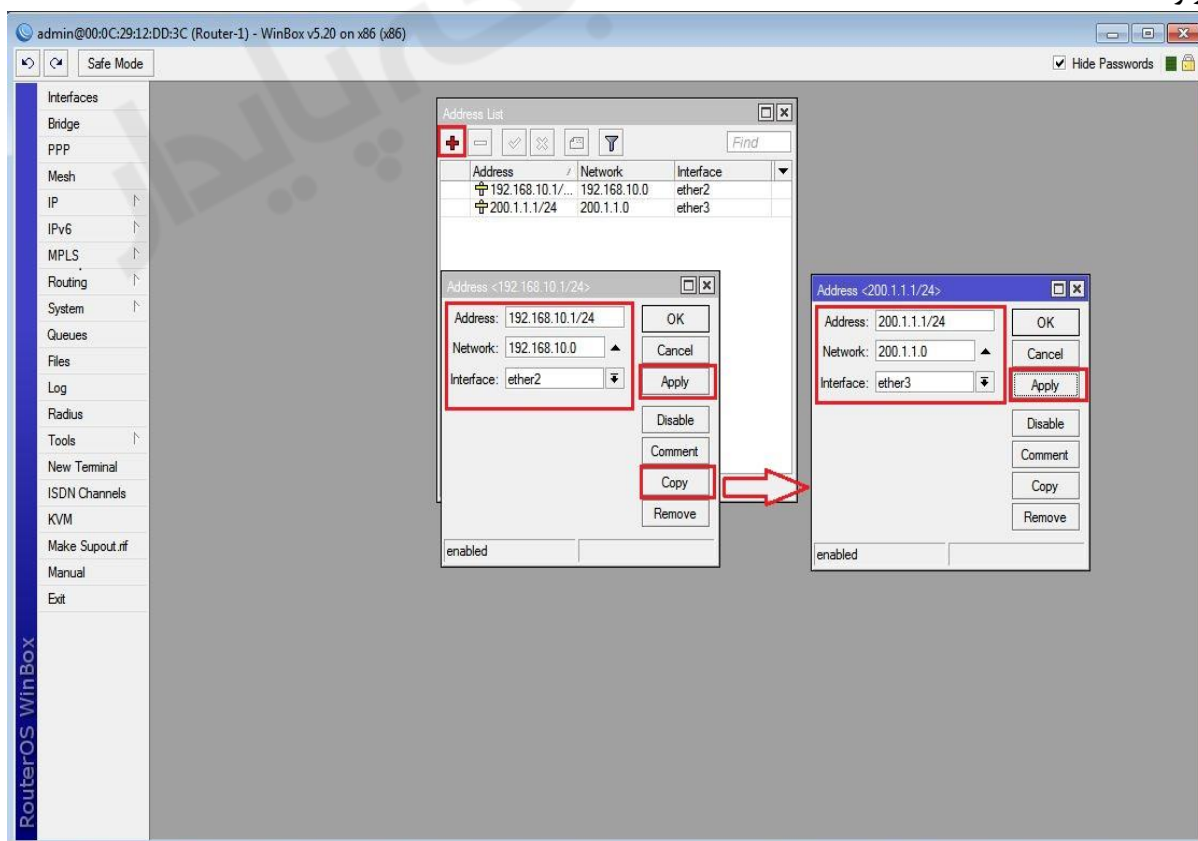 admin@00:0C:29:12:DD:3C (Router-1) - WinBox v5.20 on x86 (x86)
Safe Mode
Hide Passwords
Interfaces
Bridge
PPP
Mesh
IP
IPv6
MPLS
Routing
System
Queues
Files
Log
Radius
Tools
New Terminal
ISDN Channels
KVM
Make Supout.rif
Manual
Exit
RouterOS WinBox
Address List
Find
Address Network Interface
192.168.10.1/... 192.168.10.0 ether2
200.1.1.1/24 200.1.1.0 ether3
Address <192.168.10.1/24>
Address: 192.168.10.1/24
Network: 192.168.10.0
Interface: ether2
OK
Cancel
Apply
Disable
Comment
Copy
Remove
enabled
Address <200.1.1.1/24>
Address: 200.1.1.1/24
Network: 200.1.1.0
Interface: ether3
OK
Cancel
Apply
Disable
Comment
Copy
Remove
enabled